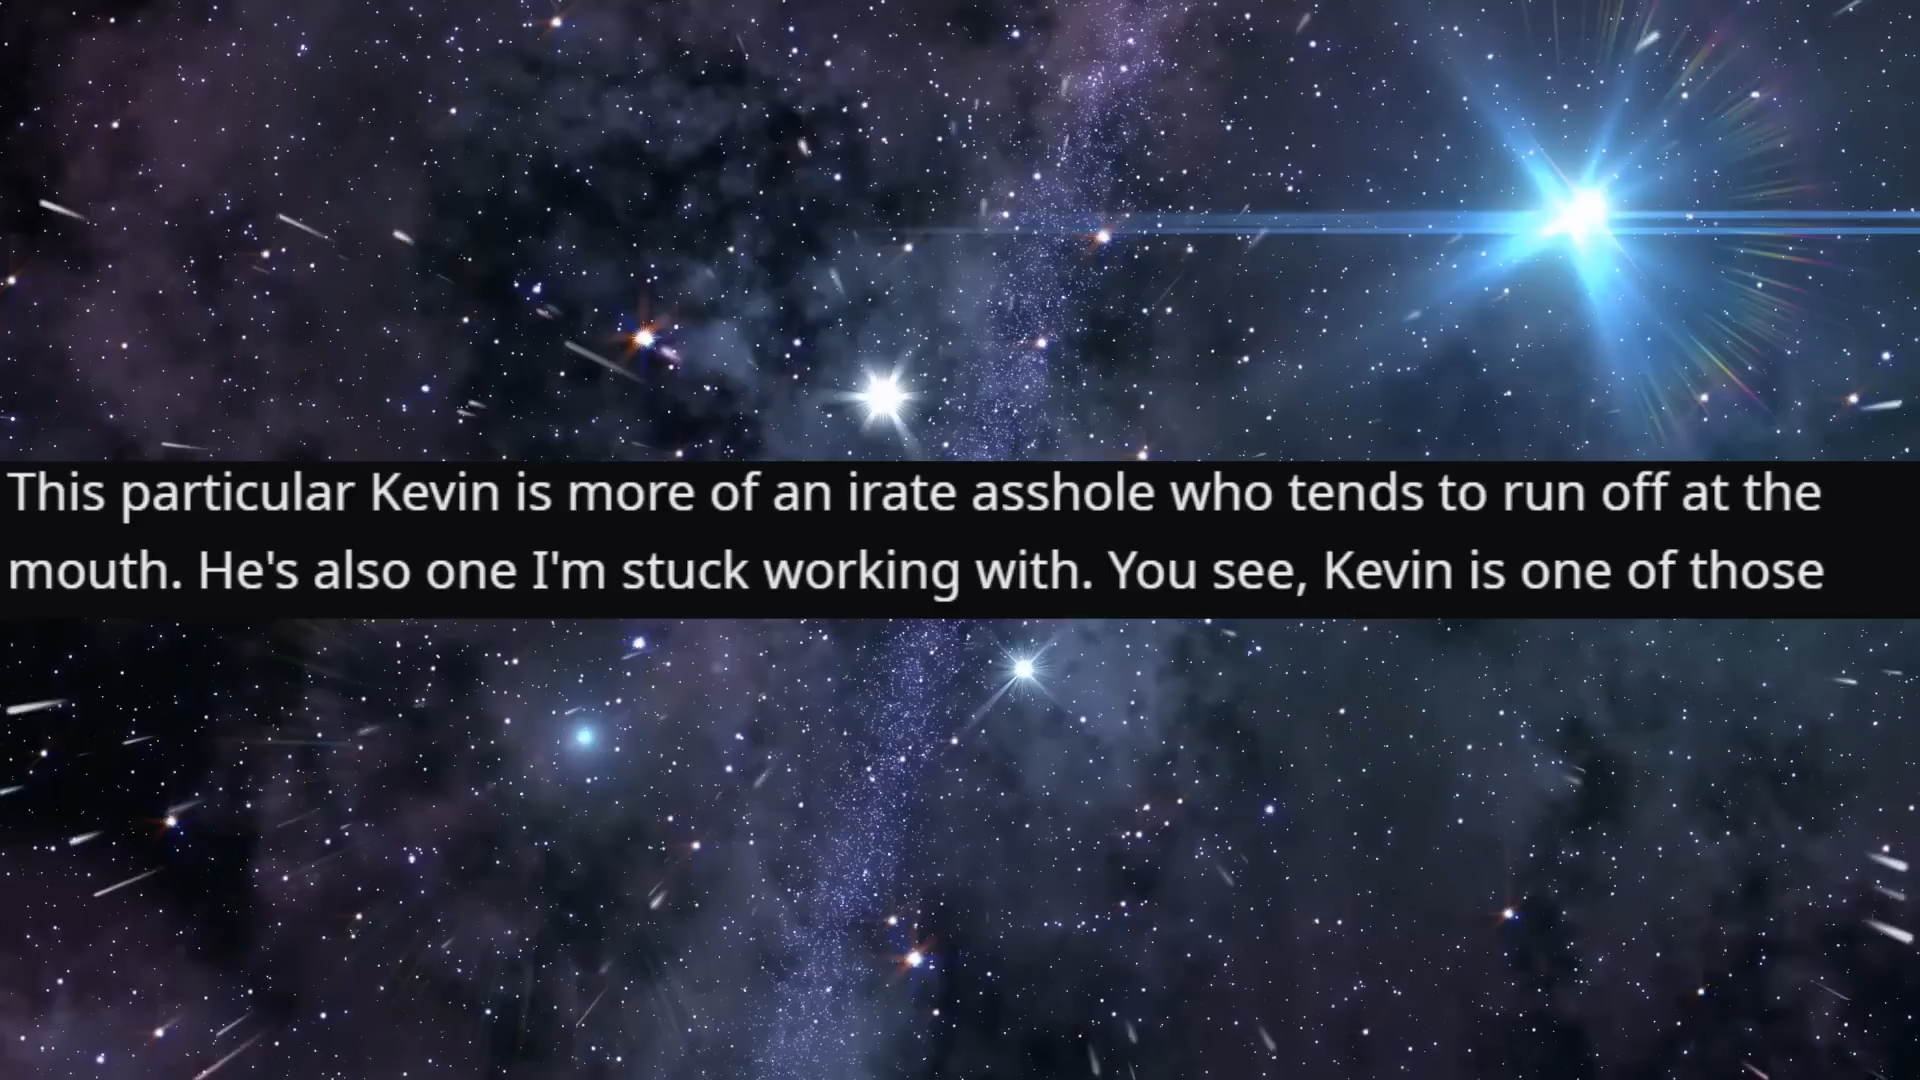 This particular Kevin is more of an irate asshole who tends to run off at the
mouth. He's also one I'm stuck working with. You see, Kevin is one of those